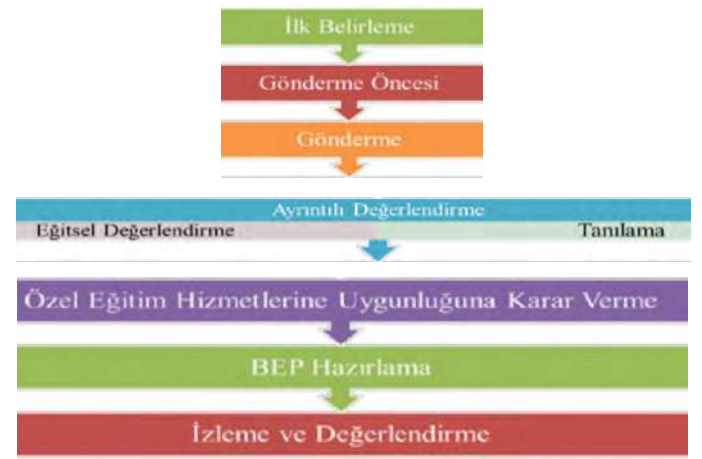 İlk Belirleme
Gönderme Öncesi
Gönderme
Ayrıntılı Değerlendirme
Eğitsel Değerlendirme Tanılama
Özel Eğitim Hizmetlerine Uygunluğuna Karar Verme
BEP Hazırlama
İzleme ve Değerlendirme